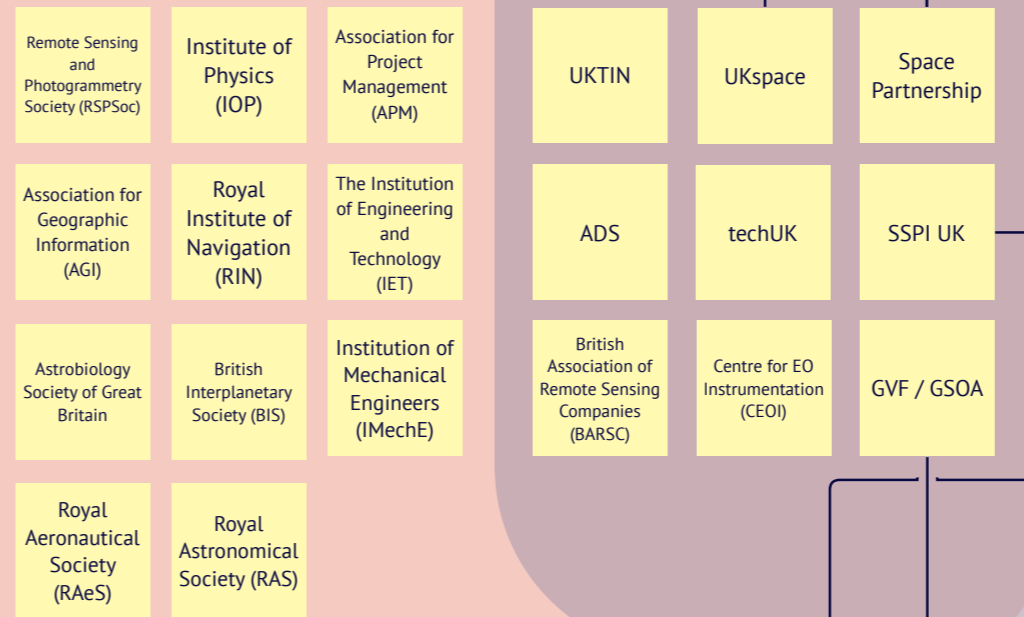 Remote Sensing
and
Photogrammetry
Society (RSPSoc)
Institute of
Physics
(IOP)
Association for
Project
Management
(APM)
UKTIN
UKspace
Space
Partnership
Association for
Geographic
Information
(AGI)
Royal
Institute of
Navigation
(RIN)
The Institution
of Engineering
and
Technology
(IET)
ADS
techUK
SSPI UK
Astrobiology
Society of Great
Britain
British
Interplanetary
Society (BIS)
Institution of
Mechanical
Engineers
(IMechE)
British
Association of
Remote Sensing
Companies
(BARSC)
Centre for EO
Instrumentation
(CEOI)
GVF / GSOA
Royal
Aeronautical
Society
(RAeS)
Royal
Astronomical
Society (RAS)